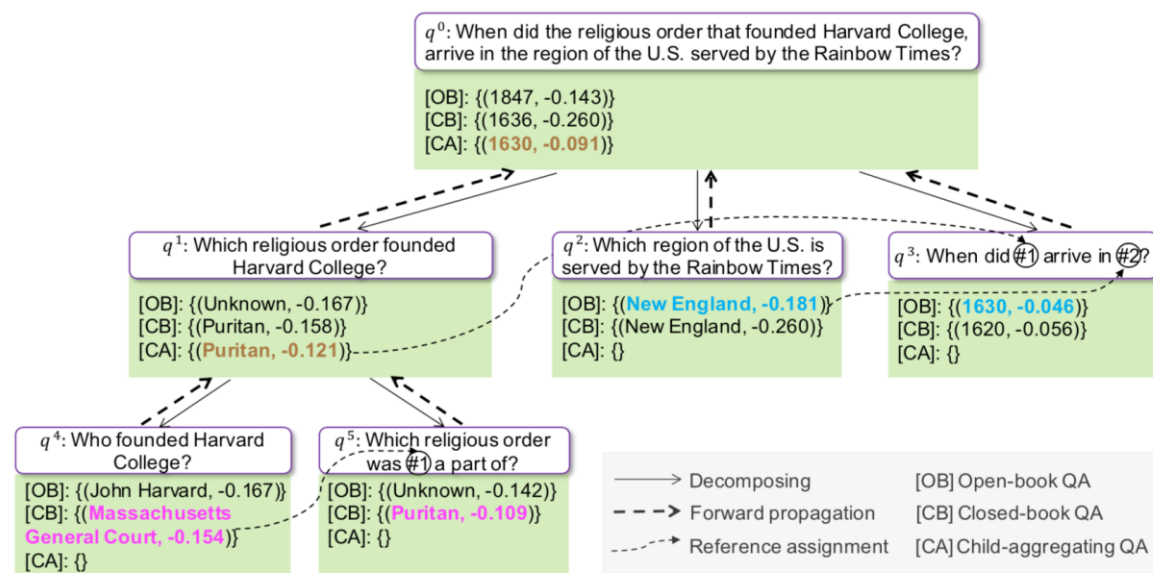 q⁰: When did the religious order that founded Harvard College,
arrive in the region of the U.S. served by the Rainbow Times?
[OB]: {(1847, -0.143)}
[CB]: {(1636, -0.260)}
[CA]: {(1630, -0.091)}
q¹: Which religious order founded
Harvard College?
[OB]: {(Unknown, -0.167)}
[CB]: {(Puritan, -0.158)}
[CA]: {(Puritan, -0.121)}
q²: Which region of the U.S. is
served by the Rainbow Times?
[OB]: {(New England, -0.181)}
[CB]: {(New England, -0.260)}
[CA]: {}
q³: When did #1 arrive in #2?
[OB]: {(1630, -0.046)}
[CB]: {(1620, -0.056)}
[CA]: {}
q⁴: Who founded Harvard
College?
[OB]: {(John Harvard, -0.167)}
[CB]: {(Massachusetts
General Court, -0.154)}
[CA]: {}
q⁵: Which religious order
was #1 a part of?
[OB]: {(Unknown, -0.142)}
[CB]: {(Puritan, -0.109)}
[CA]: {}
Decomposing
[OB] Open-book QA
Forward propagation
[CB] Closed-book QA
Reference assignment
[CA] Child-aggregating QA